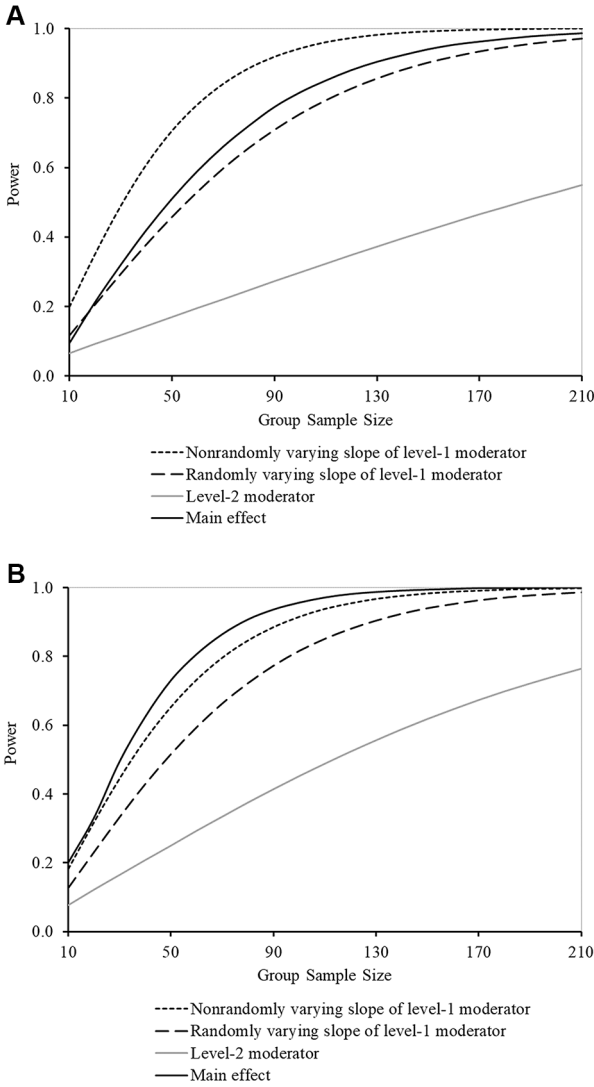 A
1.0
0.8
0.6
0.4
0.2
0.0
Power
10 50 90 130 170 210
Group Sample Size
Nonrandomly varying slope of level-1 moderator
Randomly varying slope of level-1 moderator
Level-2 moderator
Main effect
B
1.0
0.8
0.6
0.4
0.2
0.0
Power
10 50 90 130 170 210
Group Sample Size
Nonrandomly varying slope of level-1 moderator
Randomly varying slope of level-1 moderator
Level-2 moderator
Main effect